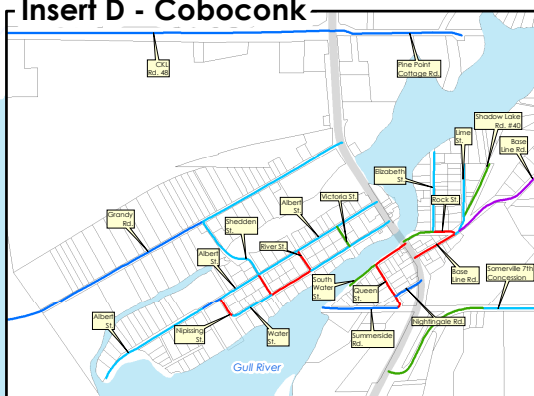 Insert D - Coboconk
CKL
Rd. 48
Pine Point
Cottage Rd.
Shadow Lake
Rd. #40
Lime
St.
Base
Line Rd.
Elizabeth
St.
Rock St.
Grandy
Rd.
Shedden
St.
Albert
St.
Victoria St.
River St.
Albert
St.
South
Water
St.
Queen
St.
Base
Line Rd.
Somerville 7th
Concession
Albert
St.
Nipissing
St.
Water
St.
Summerside
Rd.
Nightingale Rd.
Gull River